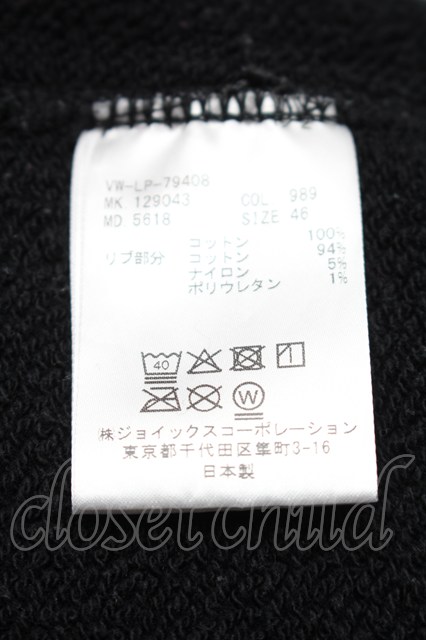 VW-LP-79408
MK 129043 COL 989
MD 5618 SIZE 46
コットン 100%
リブ部分 コットン 94%
ナイロン 5%
ポリウレタン 1%
40
W
㈱ジョイックスコーポレーション
東京都千代田区隼町3-16
日本製
closet child